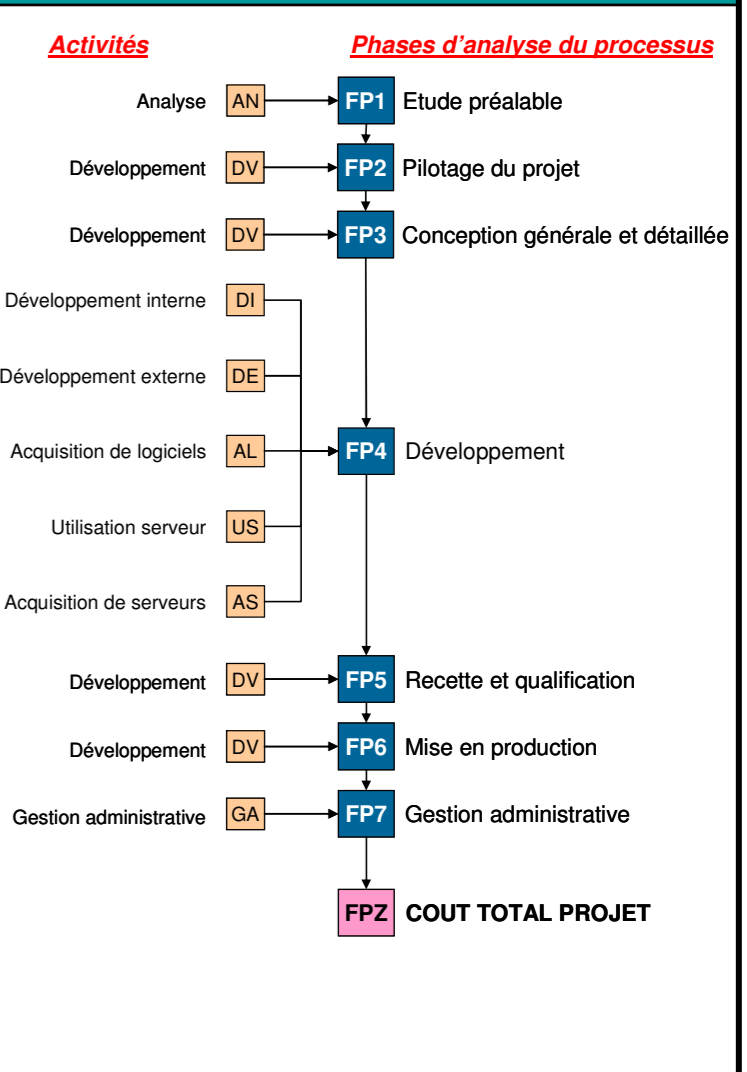 Activités Phases d'analyse du processus
Analyse AN FP1 Etude préalable
Développement DV FP2 Pilotage du projet
Développement DV FP3 Conception générale et détaillée
Développement interne DI
Développement externe DE
Acquisition de logiciels AL FP4 Développement
Utilisation serveur US
Acquisition de serveurs AS
Développement DV FP5 Recette et qualification
Développement DV FP6 Mise en production
Gestion administrative GA FP7 Gestion administrative
FPZ COUT TOTAL PROJET